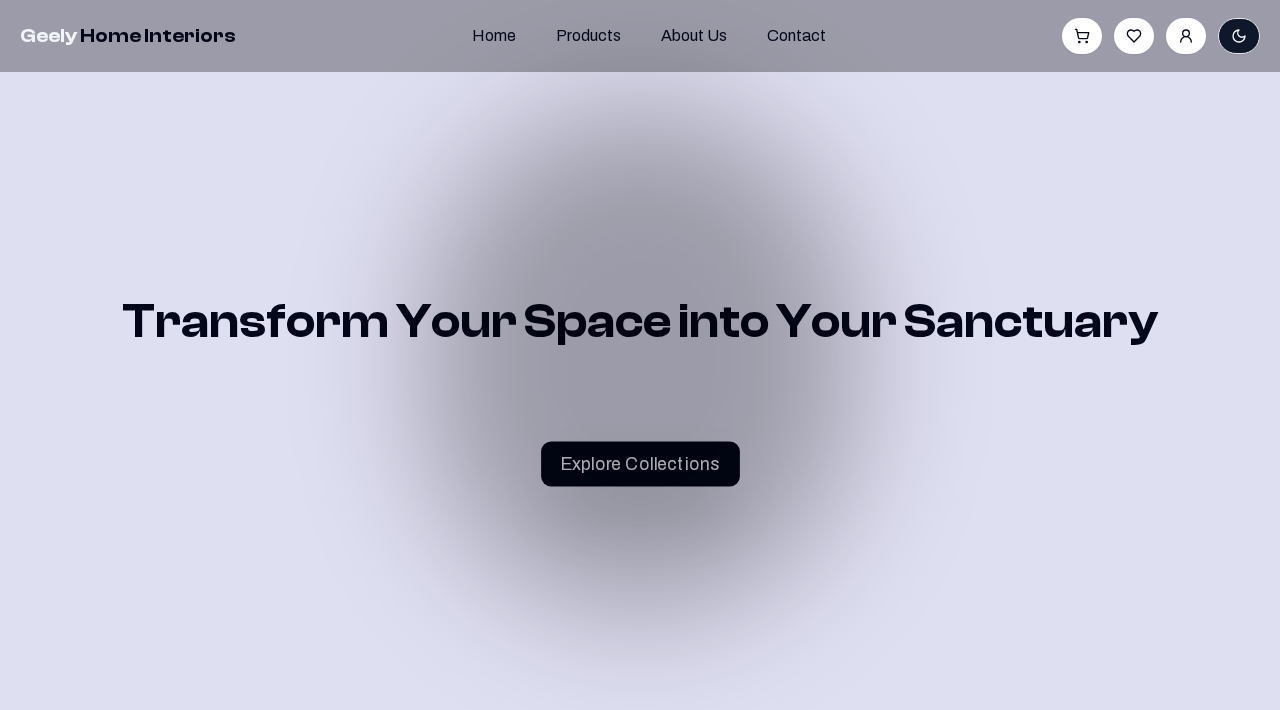 Geely Home Interiors
Home
Products
About Us
Contact
Transform Your Space into Your Sanctuary
Explore Collections